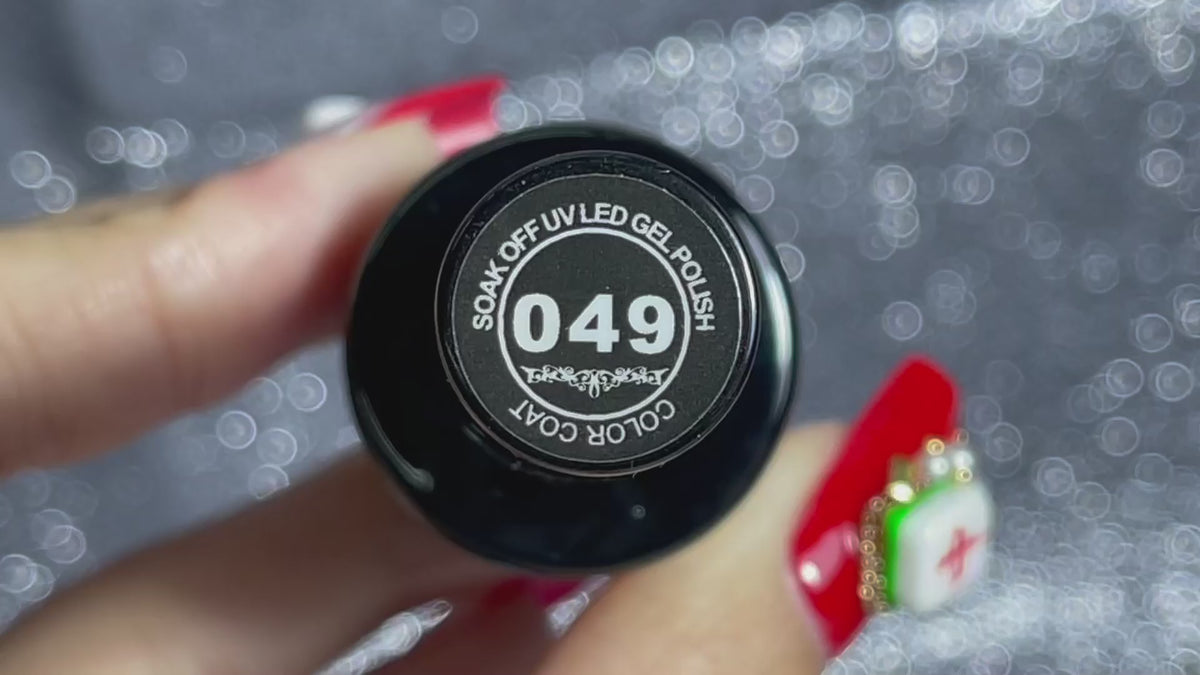 SOAK OFF UV LED GEL POLISH
049
COLOR COAT